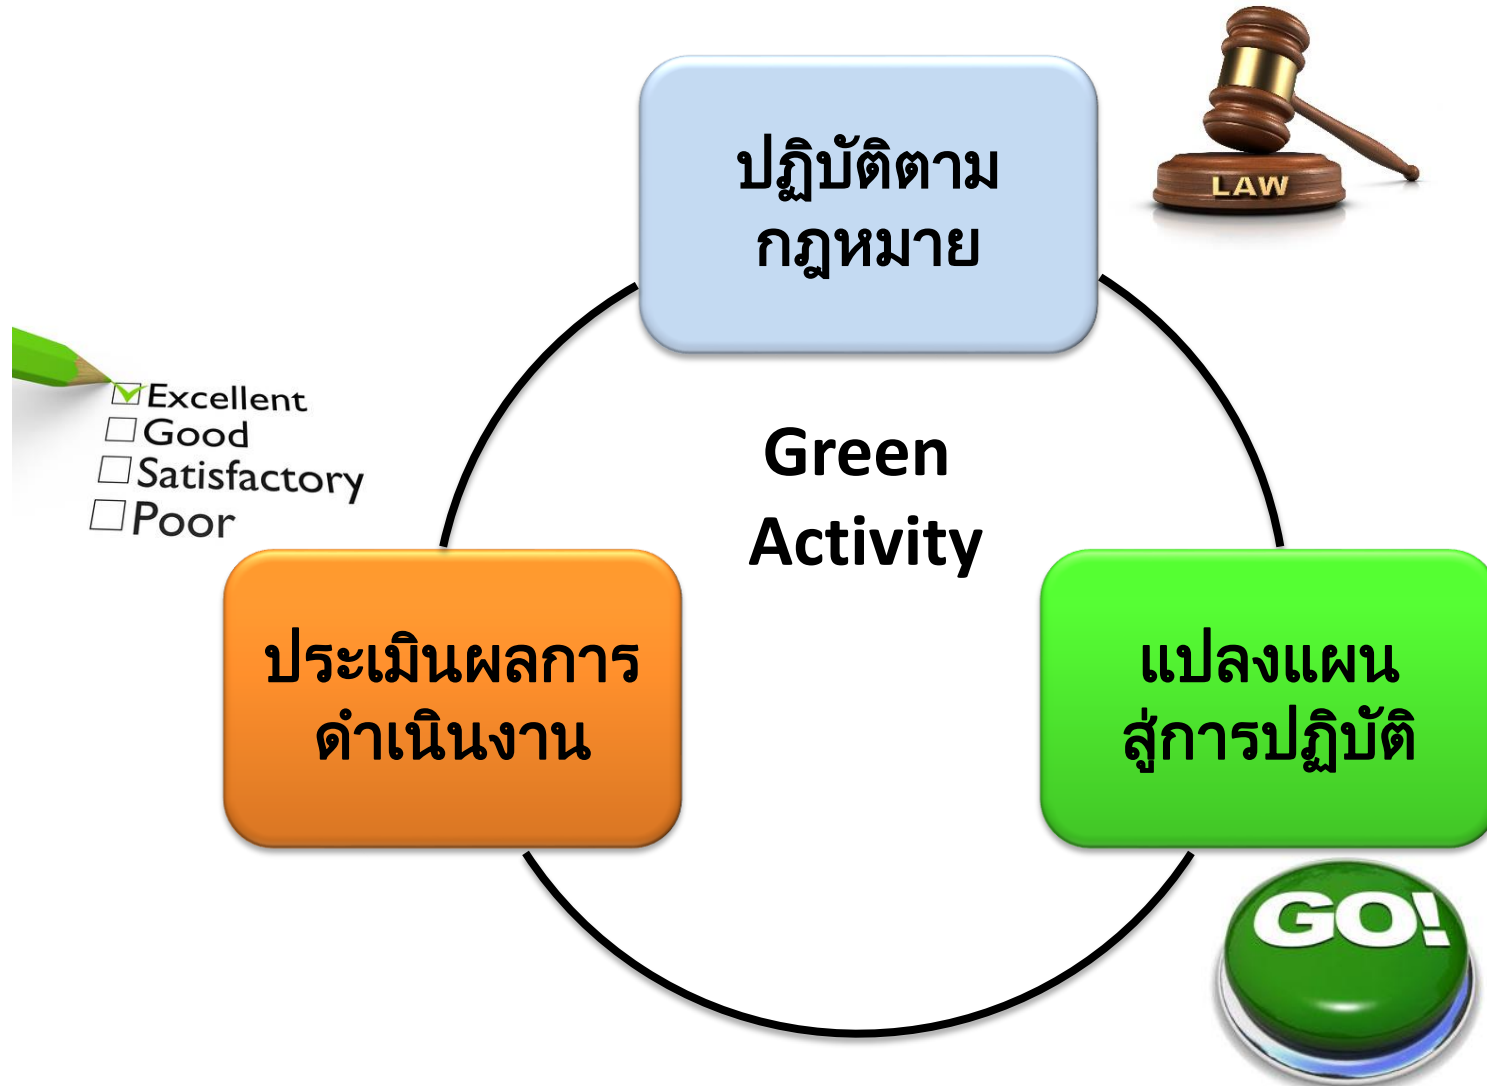 ปฏิบัติตาม
กฎหมาย
LAW
Excellent
Good
Satisfactory
Poor
Green
Activity
ประเมินผลการ
ดำเนินงาน
แปลงแผน
สู่การปฏิบัติ
GO!